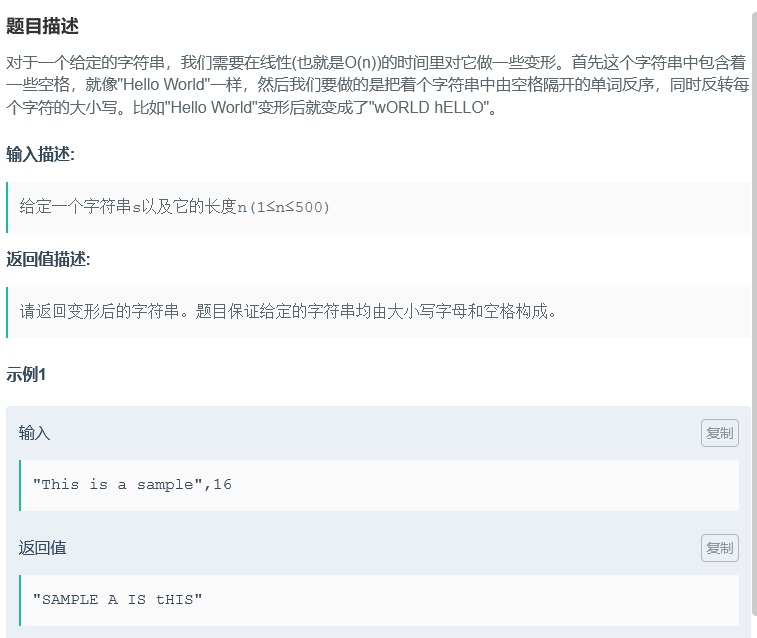 题目描述
对于一个给定的字符串，我们需要在线性(也就是O(n))的时间里对它做一些变形。首先这个字符串中包含着
一些空格，就像"Hello World"一样，然后我们要做的是把着个字符串中由空格隔开的单词反序，同时反转每
个字符的大小写。比如"Hello World"变形后就变成了"wORLD hELLO"。
输入描述:
给定一个字符串s以及它的长度n(1≤n≤500)
返回值描述:
请返回变形后的字符串。题目保证给定的字符串均由大小写字母和空格构成。
示例1
输入
复制
"This is a sample",16
返回值
复制
"SAMPLE A IS tHIS"